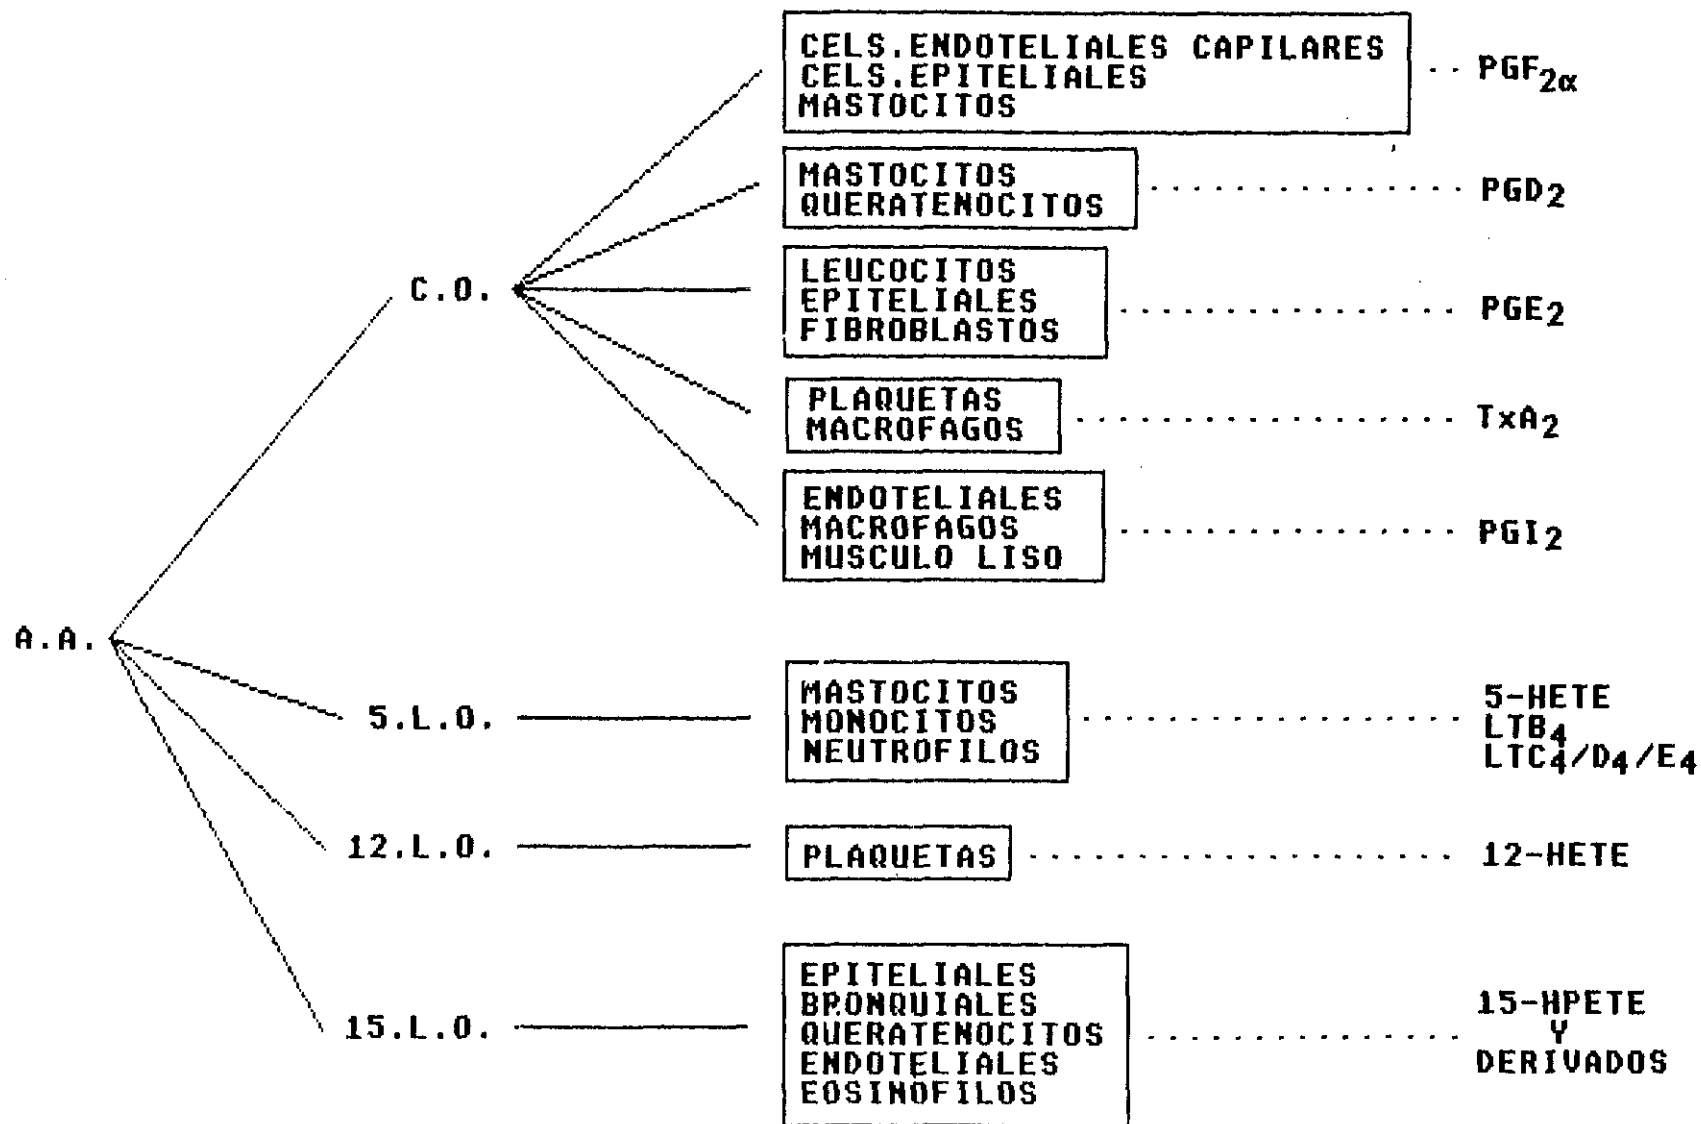 CELS.ENDOTELIALES CAPILARES
CELS.EPITELIALES
MASTOCITOS
PGF2α
MASTOCITOS
QUERATENOCITOS
PGD2
C.O.
LEUCOCITOS
EPITELIALES
FIBROBLASTOS
PGE2
PLAQUETAS
MACROFAGOS
TxA2
ENDOTELIALES
MACROFAGOS
MUSCULO LISO
PGI2
A.A.
5.L.O.
MASTOCITOS
MONOCITOS
NEUTROFILOS
5-HETE
LTB4
LTC4/D4/E4
12.L.O.
PLAQUETAS
12-HETE
15.L.O.
EPITELIALES
BRONQUIALES
QUERATENOCITOS
ENDOTELIALES
EOSINOFILOS
15-HPETE
Y
DERIVADOS